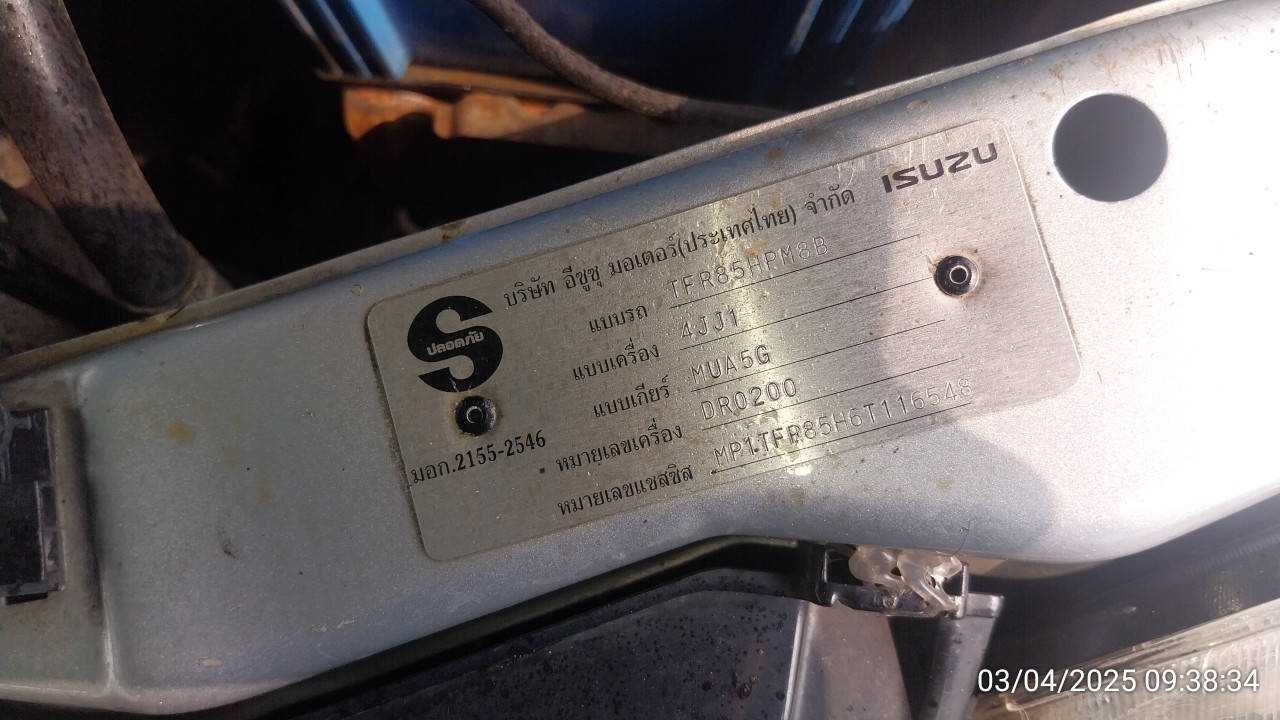 ISUZU
บริษัท อีซูซุ มอเตอร์(ประเทศไทย) จำกัด
ปลอดภัย
แบบรถ TFR85HPM8B
แบบเครื่อง 4JJ1
แบบเกียร์ MUA5G
หมายเลขเครื่อง DR0200
มอก.2155-2546
หมายเลขแชสซิส MP1TFR85H6T116548
03/04/2025 09:38:34